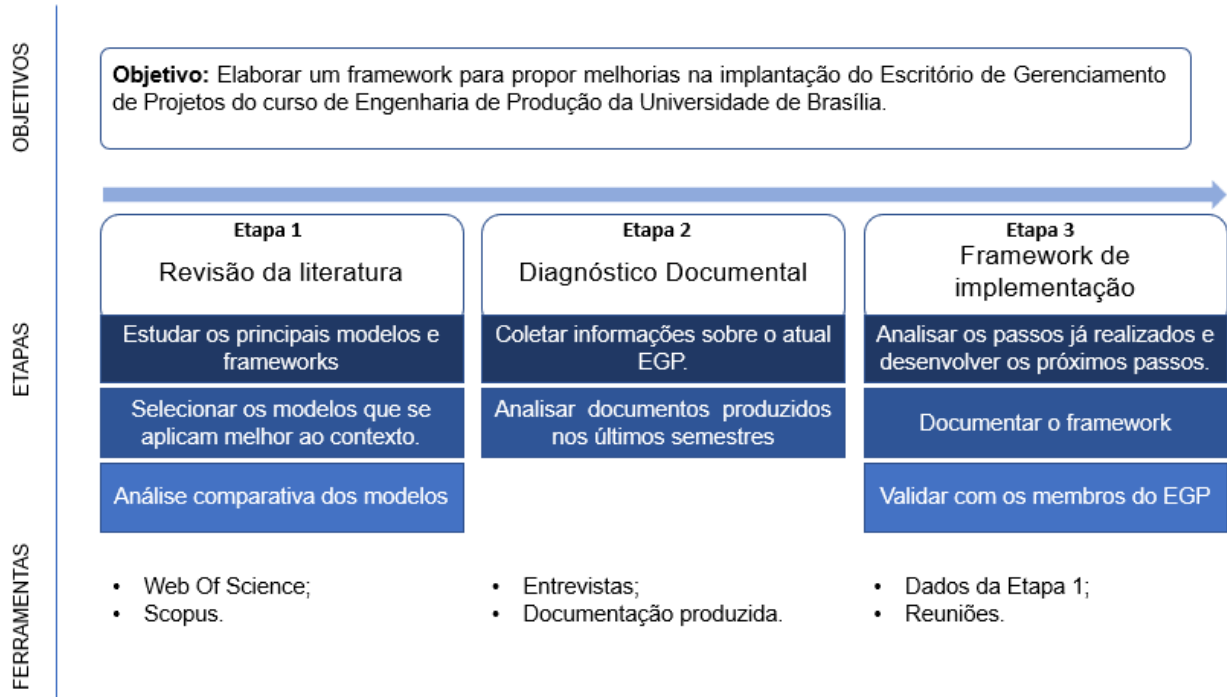 OBJETIVOS
Objetivo: Elaborar um framework para propor melhorias na implantação do Escritório de Gerenciamento
de Projetos do curso de Engenharia de Produção da Universidade de Brasília.
ETAPAS
Etapa 1
Revisão da literatura
Estudar os principais modelos e
frameworks
Selecionar os modelos que se
aplicam melhor ao contexto.
Análise comparativa dos modelos
Etapa 2
Diagnóstico Documental
Coletar informações sobre o atual
EGP.
Analisar documentos produzidos
nos últimos semestres
Etapa 3
Framework de
implementação
Analisar os passos já realizados e
desenvolver os próximos passos.
Documentar o framework
Validar com os membros do EGP
FERRAMENTAS
• Web Of Science;
• Scopus.
• Entrevistas;
• Documentação produzida.
• Dados da Etapa 1;
• Reuniões.